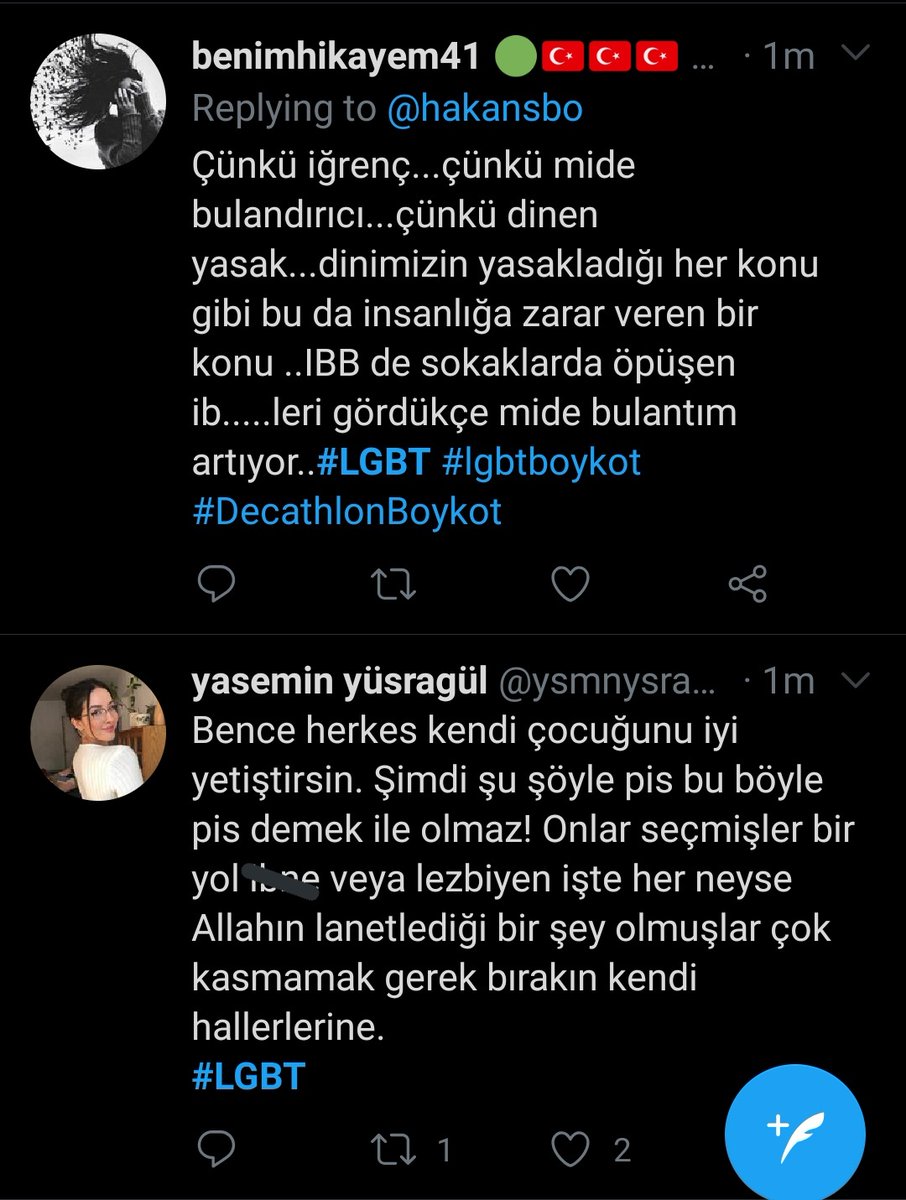 benimhikayem41 🟢🇹🇷🇹🇷🇹🇷 ... · 1m
Replying to @hakansbo
Çünkü iğrenç...çünkü mide
bulandırıcı...çünkü dinen
yasak...dinimizin yasakladığı her konu
gibi bu da insanlığa zarar veren bir
konu ..IBB de sokaklarda öpüşen
ib.....leri gördükçe mide bulantım
artıyor..#LGBT #lgbtboykot
#DecathlonBoykot
yasemin yüsragül @ysmnysra... · 1m
Bence herkes kendi çocuğunu iyi
yetiştirsin. Şimdi şu şöyle pis bu böyle
pis demek ile olmaz! Onlar seçmişler bir
yol veya lezbiyen işte her neyse
Allahın lanetlediği bir şey olmuşlar çok
kasmamak gerek bırakın kendi
hallerlerine.
#LGBT
1 2